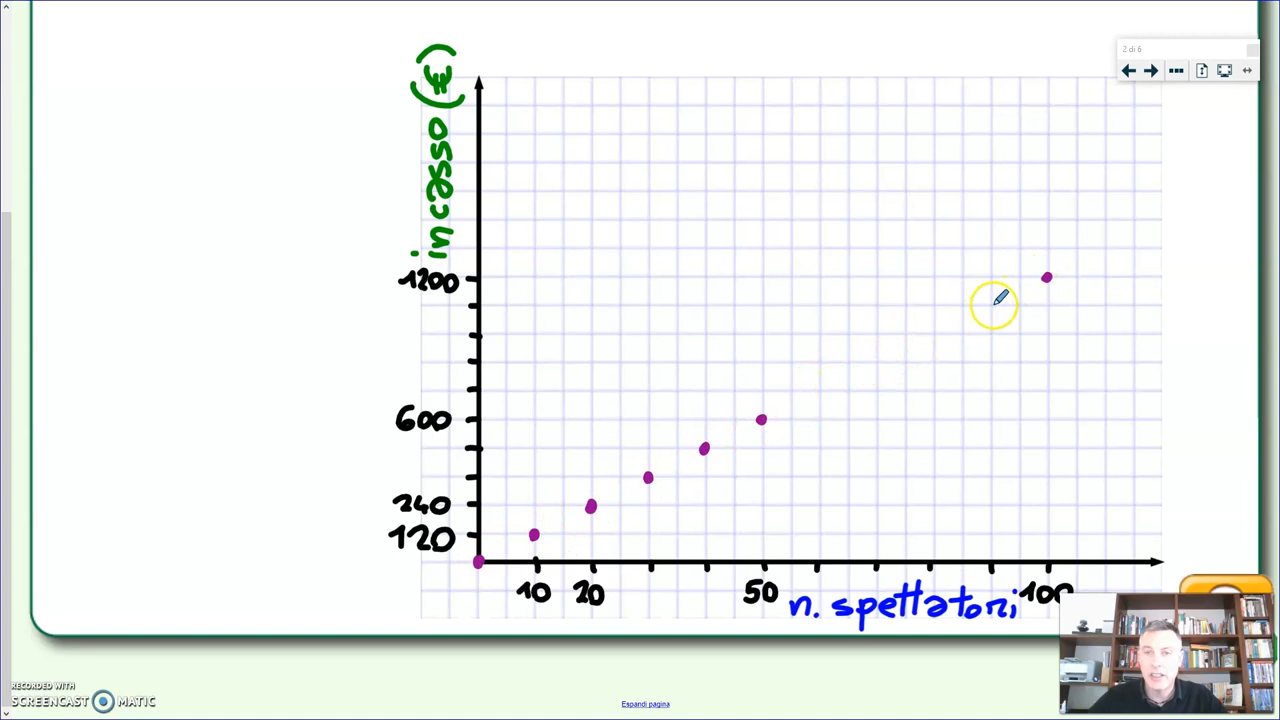 2 di 6
incasso (€)
1200
600
240
120
10 20 50 100
n. spettatori
RECORDED WITH
SCREENCAST MATIC
Espandi pagina